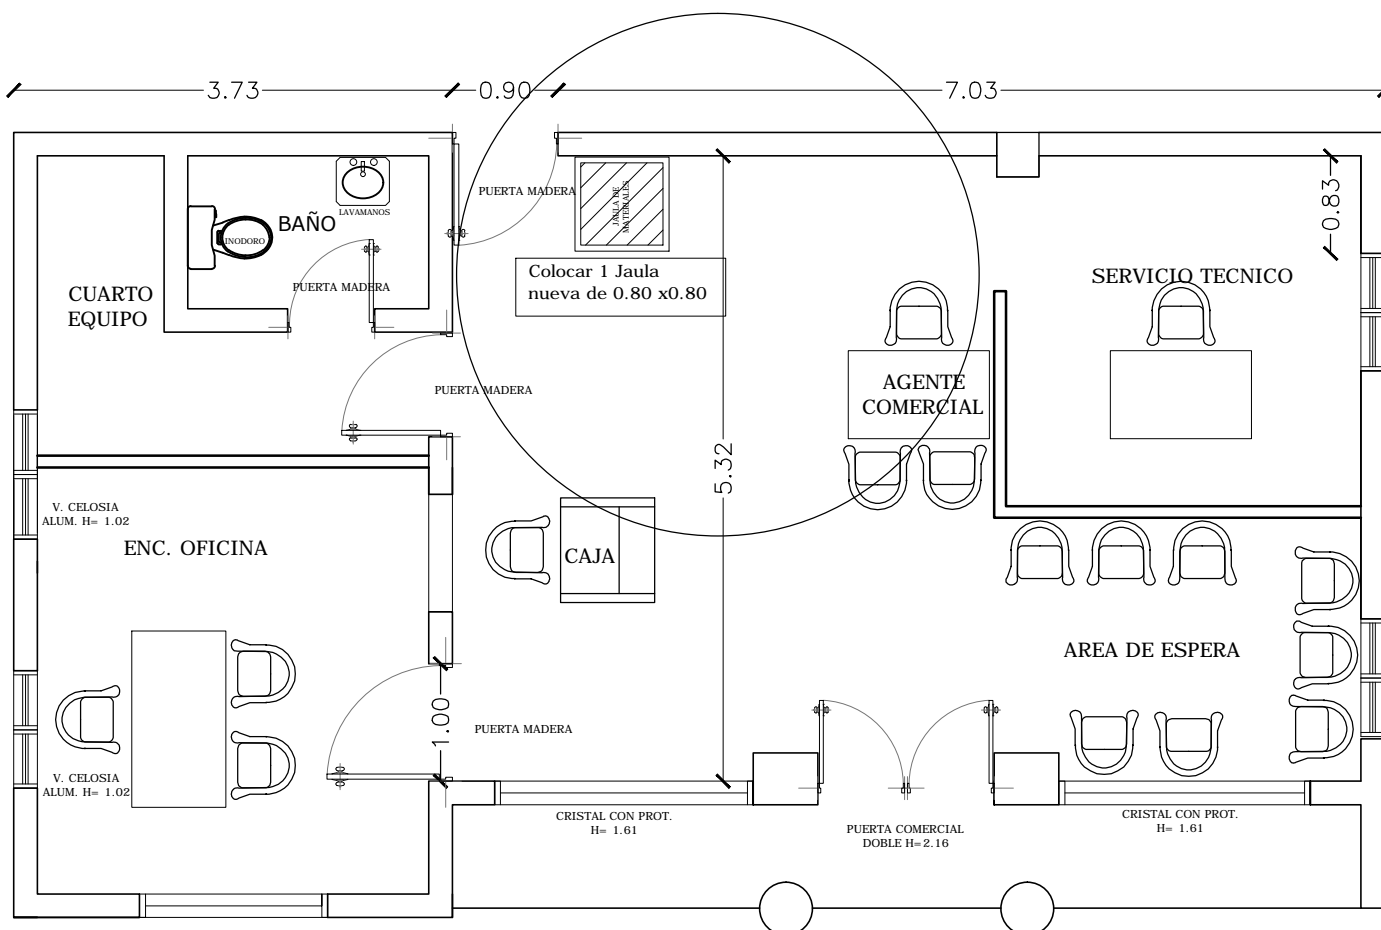 3.73
0.90
7.03
PUERTA MADERA
JAULA DE
MATERIALES
0.83
LAVAMANOS
BAÑO
INODORO
Colocar 1 Jaula
nueva de 0.80 x0.80
SERVICIO TECNICO
CUARTO
EQUIPO
PUERTA MADERA
PUERTA MADERA
AGENTE
COMERCIAL
5.32
V. CELOSIA
ALUM. H= 1.02
ENC. OFICINA
CAJA
AREA DE ESPERA
1.00
PUERTA MADERA
V. CELOSIA
ALUM. H= 1.02
CRISTAL CON PROT.
H= 1.61
PUERTA COMERCIAL
DOBLE H=2.16
CRISTAL CON PROT.
H= 1.61